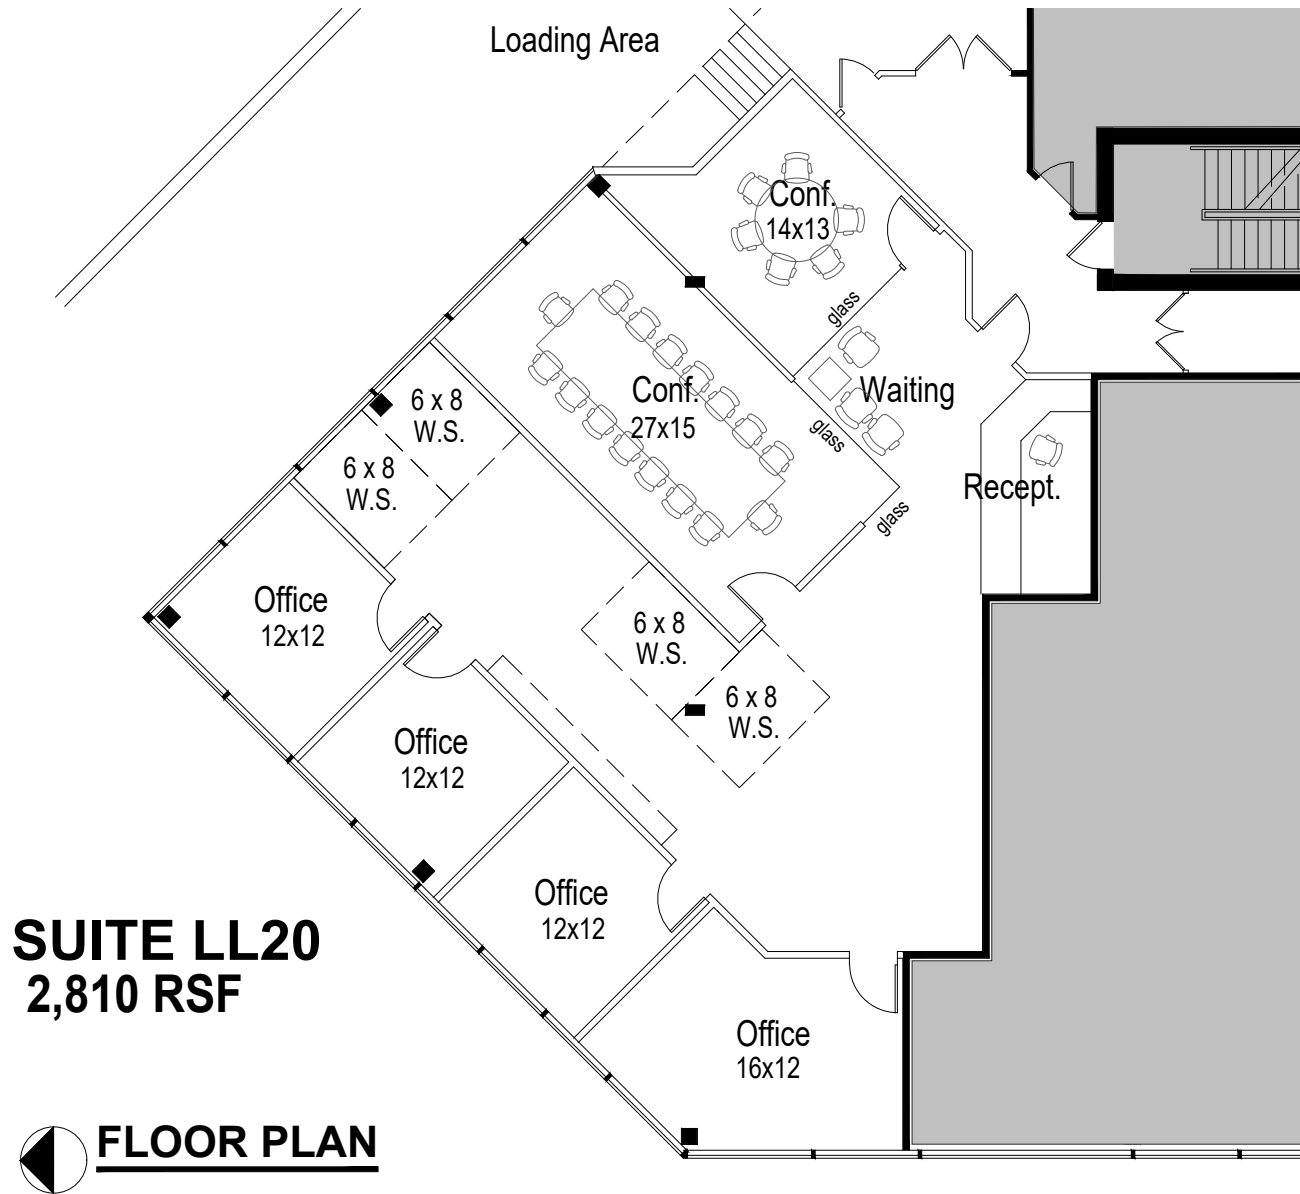 Loading Area
Conf.
14x13
glass
Waiting
6 x 8
W.S.
Conf.
27x15
glass
6 x 8
W.S.
Recept.
glass
Office
12x12
6 x 8
W.S.
6 x 8
W.S.
Office
12x12
Office
12x12
SUITE LL20
2,810 RSF
Office
16x12
FLOOR PLAN